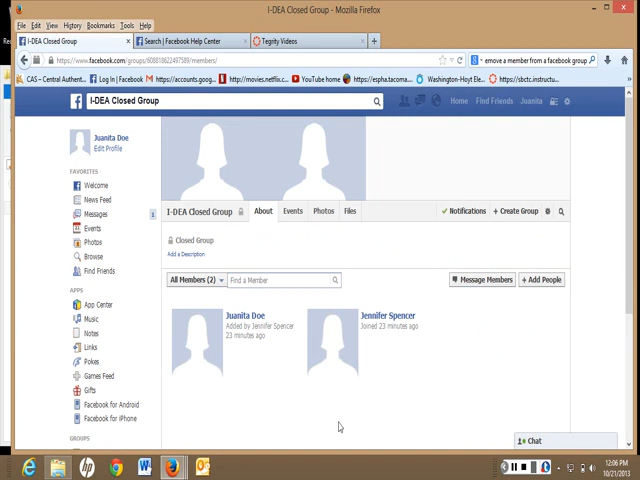 I-DEA Closed Group - Mozilla Firefox
File Edit View History Bookmarks Tools Help
I-DEA Closed Group × Search | Facebook Help Center × Tegrity Videos × +
https://www.facebook.com/groups/608818622497589/members/
emove a member from a facebook group
CAS – Central Authent... Log In | Facebook https://accounts.goog... http://movies.netflix.c... YouTube home https://espha.tacoma... Washington-Hoyt Ele... https://sbctc.instructu...
I-DEA Closed Group
Home Find Friends Juanita
Juanita Doe
Edit Profile
FAVORITES
Welcome
News Feed
Messages 1
Events
Photos
Browse
Find Friends
APPS
App Center
Music
Notes
Links
Pokes
Games Feed
Gifts
Facebook for Android
Facebook for iPhone
GROUPS
I-DEA Closed Group About Events Photos Files
Notifications + Create Group
Closed Group
Add a Description
All Members (2) Find a Member
Message Members + Add People
Juanita Doe
Added by Jennifer Spencer
23 minutes ago
Jennifer Spencer
Joined 23 minutes ago
Chat
12:06 PM
10/21/2013